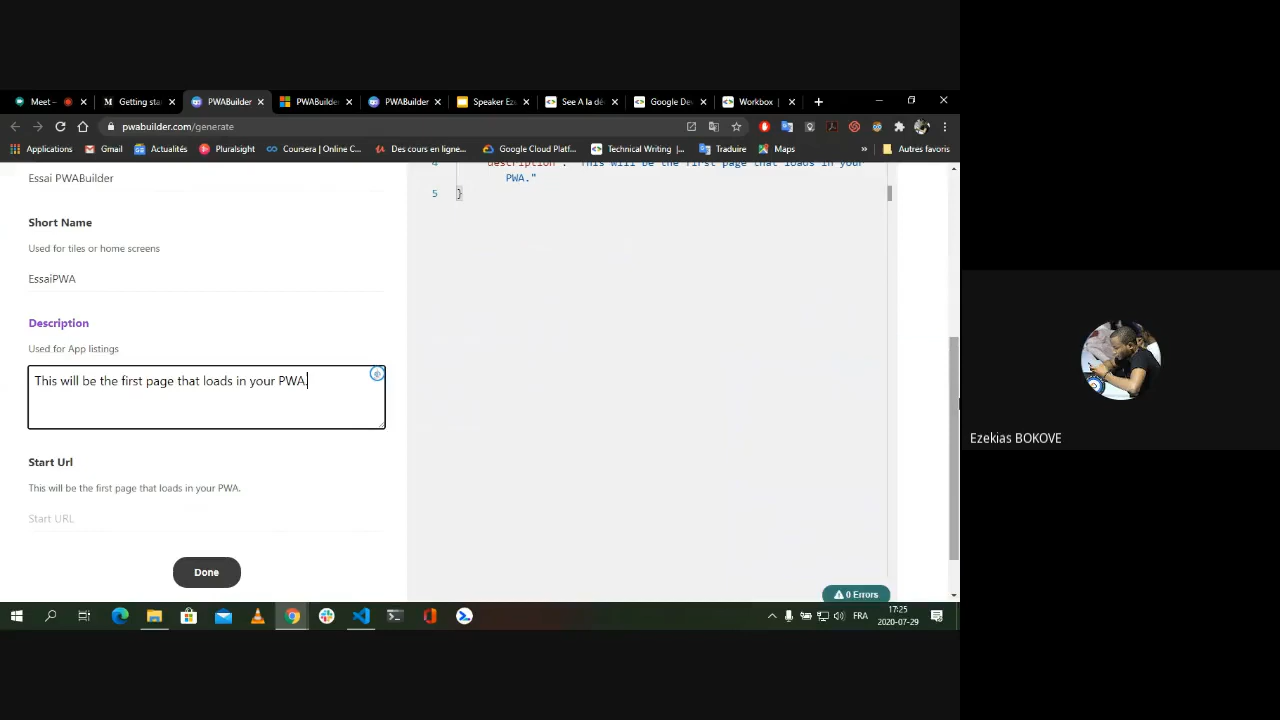 Meet –
Getting sta
PWABuilder
PWABuilde
PWABuilder
Speaker Eze
See A la dé
Google Dev
Workbox
pwabuilder.com/generate
Applications
Gmail
Actualités
Pluralsight
Coursera | Online C...
Des cours en ligne...
Google Cloud Platf...
Technical Writing |...
Traduire
Maps
»
Autres favoris
Essai PWABuilder
Short Name
Used for tiles or home screens
EssaiPWA
Description
Used for App listings
This will be the first page that loads in your PWA.
Start Url
This will be the first page that loads in your PWA.
Start URL
Done
4 "description": "This will be the first page that loads in your
PWA."
5 }
0 Errors
FRA
17:25
2020-07-29
Ezekias BOKOVE